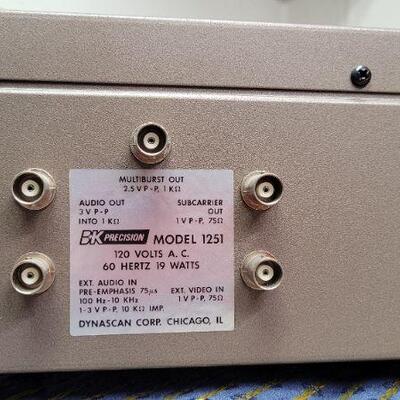 MULTIBURST OUT
2.5 V P-P, 1 KΩ
AUDIO OUT
3 V P-P
INTO 1 KΩ
SUBCARRIER
OUT
1 V P-P, 75Ω
BK PRECISION MODEL 1251
120 VOLTS A.C.
60 HERTZ 19 WATTS
EXT. AUDIO IN
PRE-EMPHASIS 75μs
100 Hz-10 KHz
1-3 V P-P, 10 KΩ IMP.
EXT. VIDEO IN
1 V P-P, 75Ω
DYNASCAN CORP. CHICAGO, IL